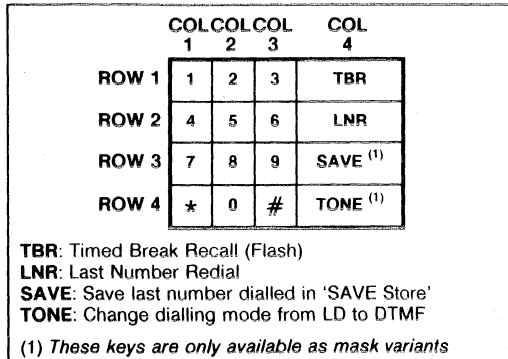 COL COL COL COL
1 2 3 4
ROW 1 1 2 3 TBR
ROW 2 4 5 6 LNR
ROW 3 7 8 9 SAVE (1)
ROW 4 * 0 # TONE (1)
TBR: Timed Break Recall (Flash)
LNR: Last Number Redial
SAVE: Save last number dialled in 'SAVE Store'
TONE: Change dialling mode from LD to DTMF
(1) These keys are only available as mask variants